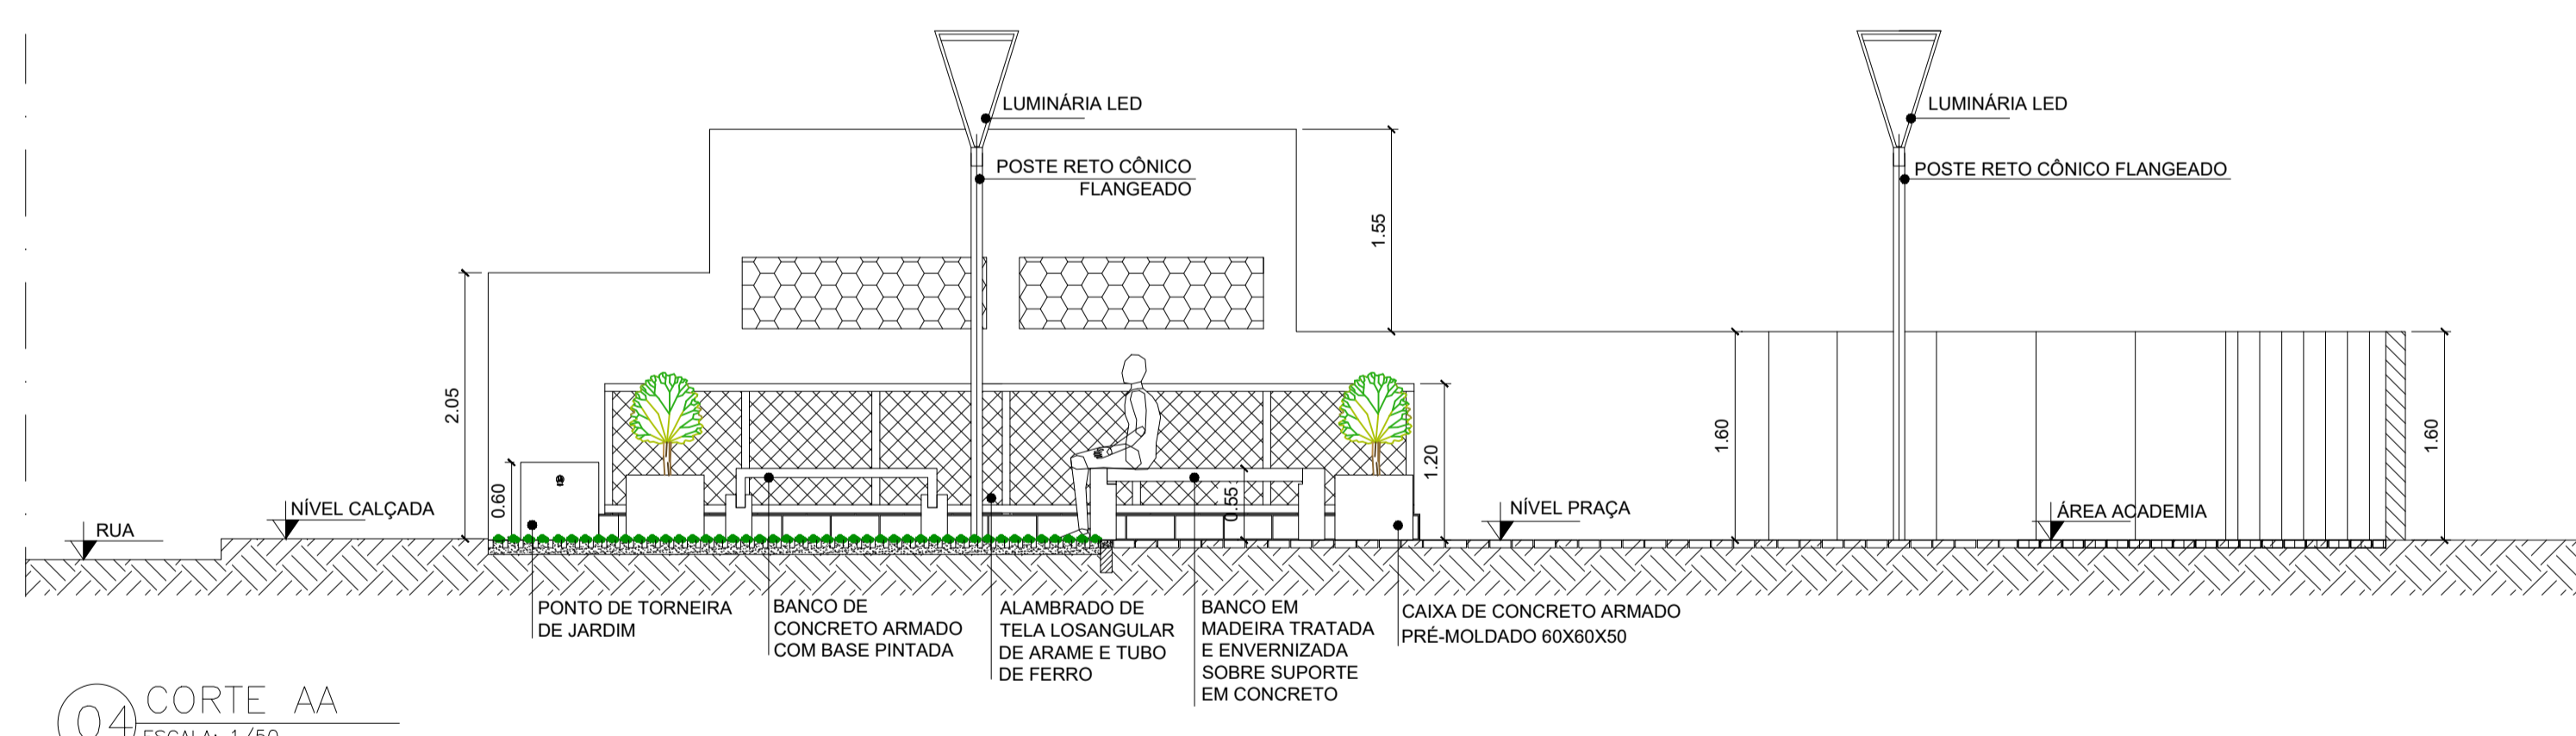 LUMINÁRIA LED
LUMINÁRIA LED
POSTE RETO CÔNICO
FLANGEADO
POSTE RETO CÔNICO FLANGEADO
1.55
2.05
1.60
1.60
1.20
0.60
0.55
RUA
NÍVEL CALÇADA
NÍVEL PRAÇA
ÁREA ACADEMIA
PONTO DE TORNEIRA
DE JARDIM
BANCO DE
CONCRETO ARMADO
COM BASE PINTADA
ALAMBRADO DE
TELA LOSANGULAR
DE ARAME E TUBO
DE FERRO
BANCO EM
MADEIRA TRATADA
E ENVERNIZADA
SOBRE SUPORTE
EM CONCRETO
CAIXA DE CONCRETO ARMADO
PRÉ-MOLDADO 60X60X50
04
CORTE AA
ESCALA: 1/50